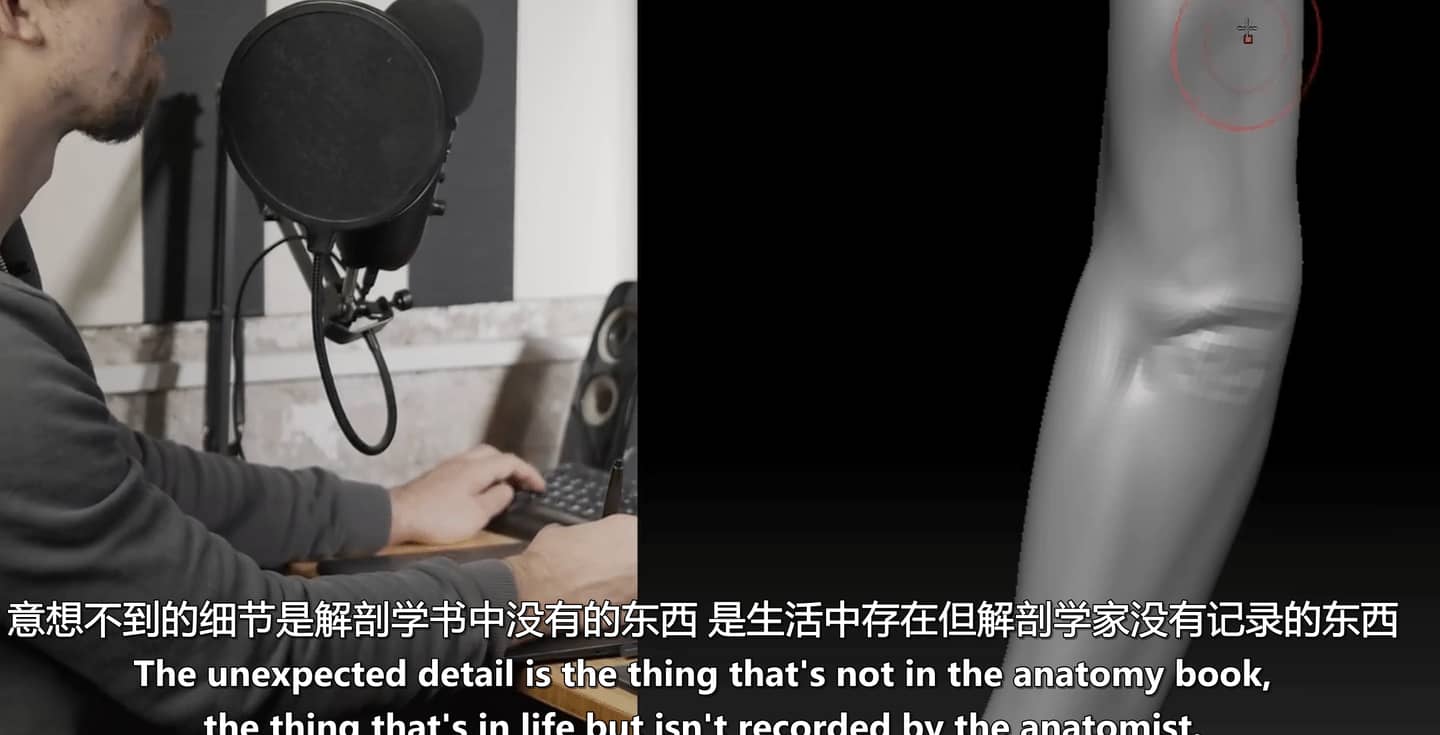 意想不到的细节是解剖学书中没有的东西 是生活中存在但解剖学家没有记录的东西
The unexpected detail is the thing that's not in the anatomy book,
the thing that's in life but isn't recorded by the anatomist.